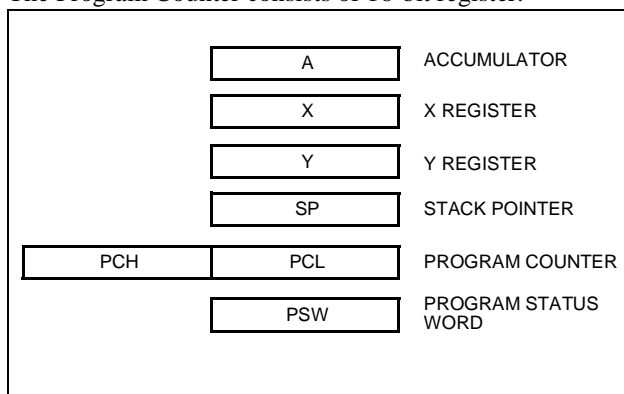 The Program Counter consists of 16-bit register.
A ACCUMULATOR
X X REGISTER
Y Y REGISTER
SP STACK POINTER
PCH PCL PROGRAM COUNTER
PSW PROGRAM STATUS
WORD